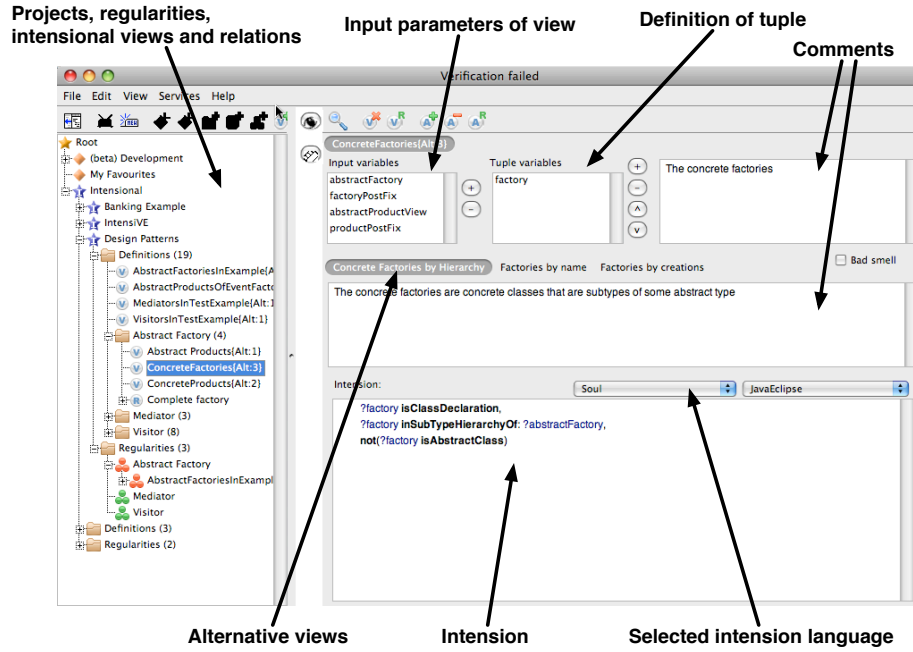 Projects, regularities,
intensional views and relations
Input parameters of view
Definition of tuple
Comments
Verification failed
File Edit View Services Help
ConcreteFactories{Alt:3}
Input variables
abstractFactory
factoryPostFix
abstractProductView
productPostFix
Tuple variables
factory
The concrete factories
Root
(beta) Development
My Favourites
Intensional
Banking Example
IntensiVE
Design Patterns
Definitions (19)
AbstractFactoriesInExample{A
AbstractProductsOfEventFacto
MediatorsInTestExample{Alt:1
VisitorsInTestExample{Alt:1}
Abstract Factory (4)
Abstract Products{Alt:1}
ConcreteFactories{Alt:3}
ConcreteProducts{Alt:2}
Complete factory
Mediator (3)
Visitor (8)
Regularities (3)
Abstract Factory
AbstractFactoriesInExampl
Mediator
Visitor
Definitions (3)
Regularities (2)
Concrete Factories by Hierarchy Factories by name Factories by creations
Bad smell
The concrete factories are concrete classes that are subtypes of some abstract type
Intension:
Soul
JavaEclipse
?factory isClassDeclaration,
?factory inSubTypeHierarchyOf: ?abstractFactory,
not(?factory isAbstractClass)
Alternative views
Intension
Selected intension language